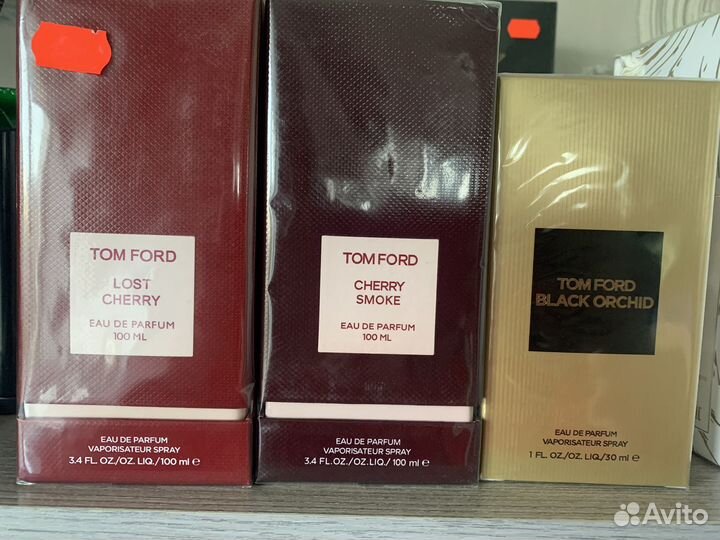 TOM FORD
LOST
CHERRY
EAU DE PARFUM
100 ML
EAU DE PARFUM
VAPORISATEUR SPRAY
3.4 FL. OZ./OZ. LIQ./100 ml ℮
TOM FORD
CHERRY
SMOKE
EAU DE PARFUM
100 ML
EAU DE PARFUM
VAPORISATEUR SPRAY
3.4 FL. OZ./OZ. LIQ./ 100 ml ℮
TOM FORD
BLACK ORCHID
EAU DE PARFUM
VAPORISATEUR SPRAY
1 FL. OZ./OZ. LIQ./30 ml ℮
Avito